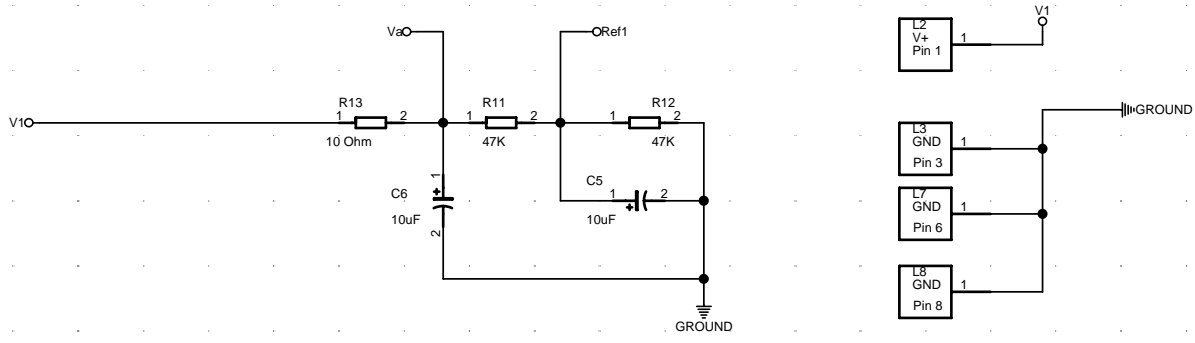 Va
Ref1
V1
R13
1 2
10 Ohm
R11
1 2
47K
R12
1 2
47K
C6
10uF
1
2
C5
1 2
10uF
GROUND
V1
L2
V+
Pin 1
1
GROUND
L3
GND
Pin 3
1
L7
GND
Pin 6
1
L8
GND
Pin 8
1